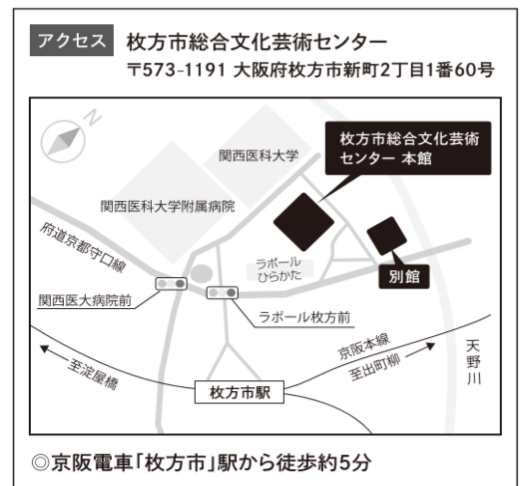 アクセス
枚方市総合文化芸術センター
〒573-1191 大阪府枚方市新町2丁目1番60号
N
枚方市総合文化芸術
センター 本館
関西医科大学
関西医科大学附属病院
府道京都守口線
ラポール
ひらかた
別館
関西医大病院前
ラポール枚方前
京阪本線
天野川
至淀屋橋
至出町柳
枚方市駅
◎京阪電車「枚方市」駅から徒歩約5分